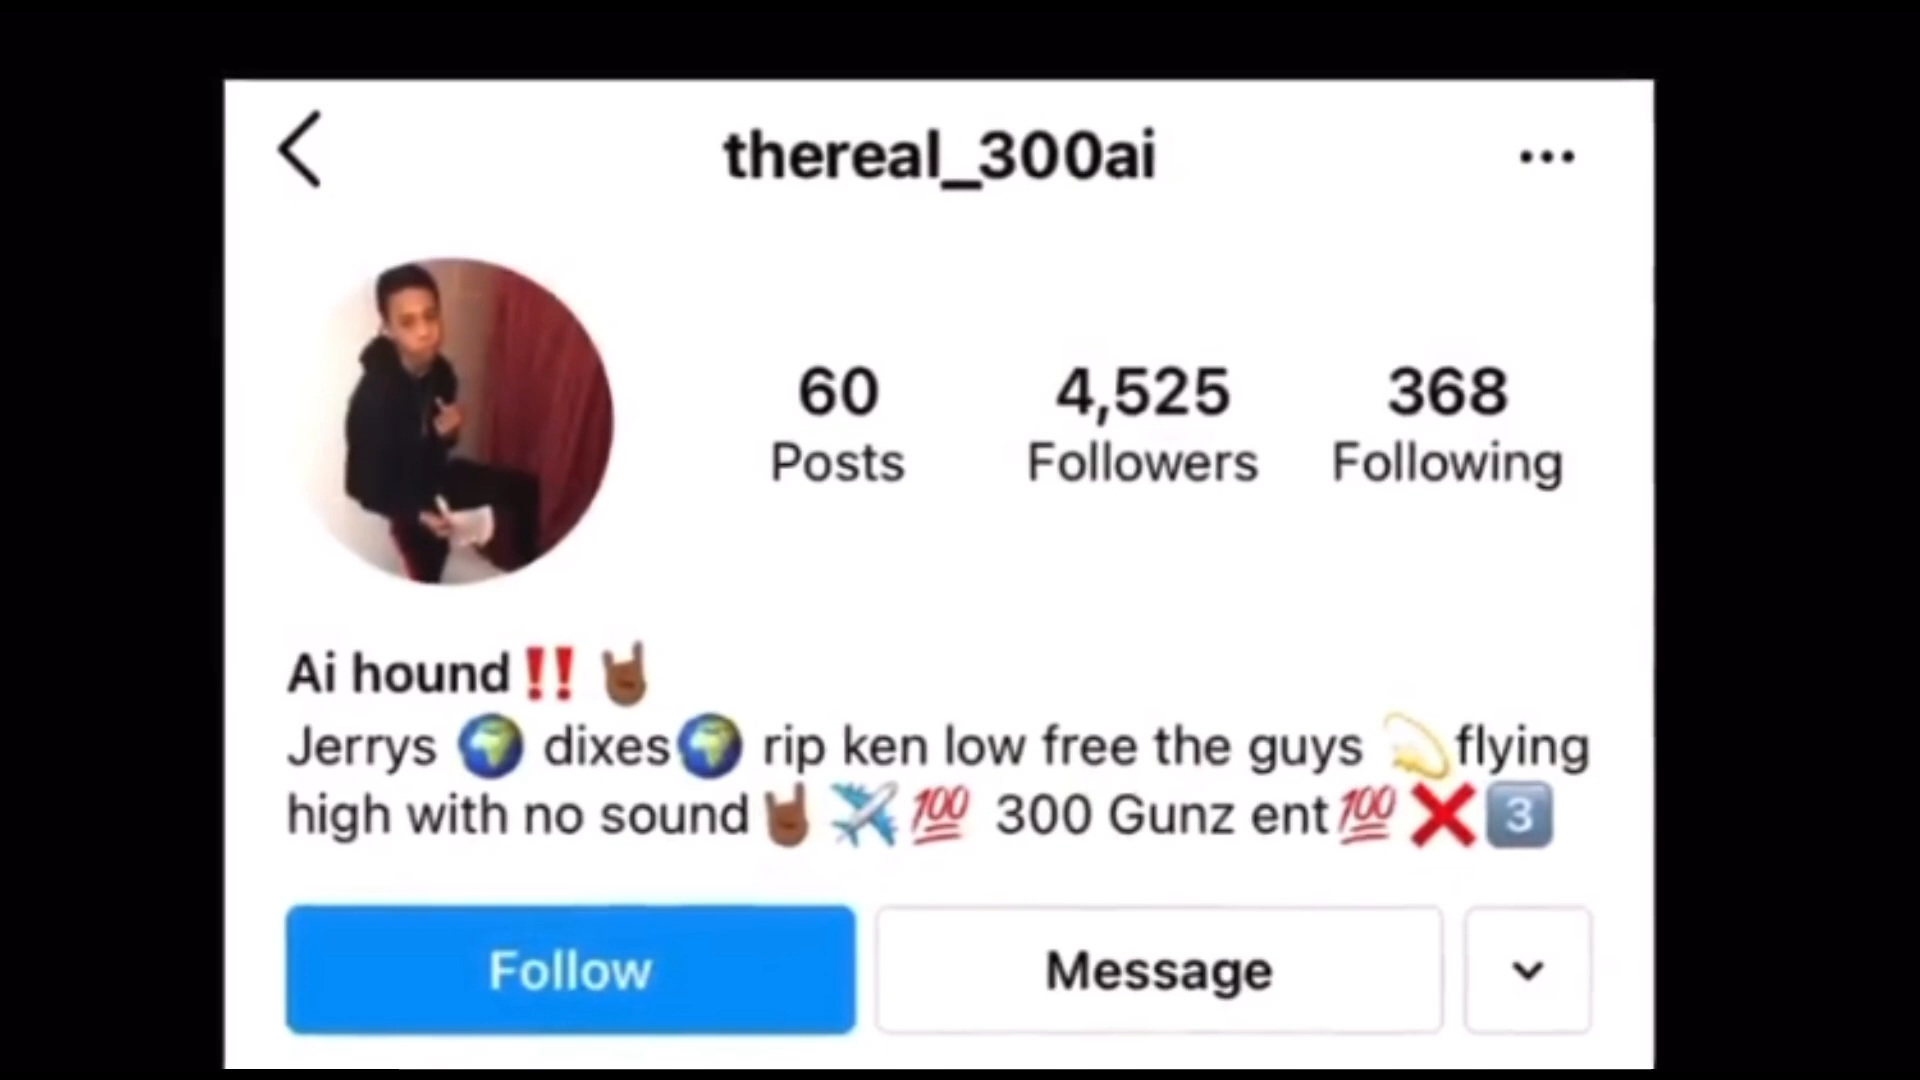 thereal_300ai
60 4,525 368
Posts Followers Following
Ai hound‼️ 🤘🏾
Jerrys 🌍 dixes🌍 rip ken low free the guys 💫flying
high with no sound🤘🏾✈️💯 300 Gunz ent💯❌3️⃣
Follow Message